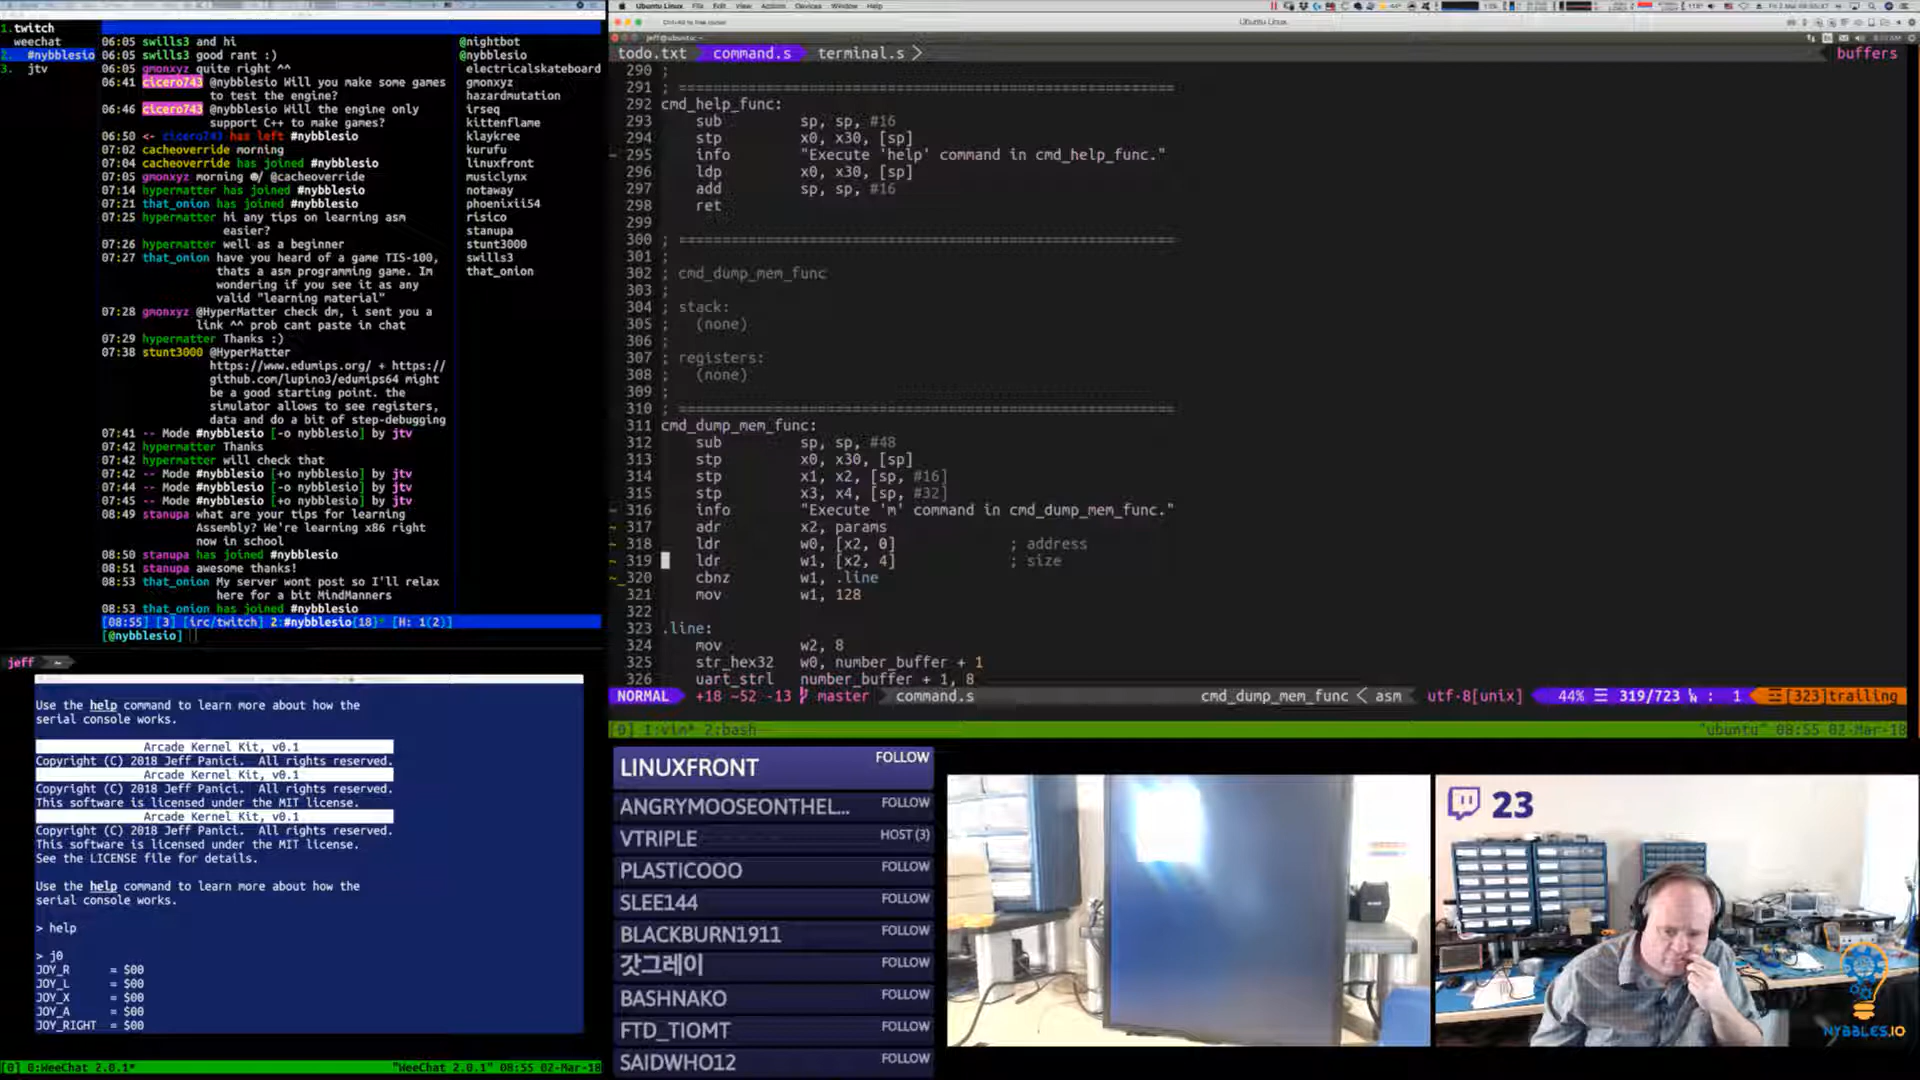 Ubuntu Linux File Edit View Actions Devices Window Help
1.twitch
weechat
2. #nybblesio
3. jtv
06:05 swills3 and hi
06:05 swills3 good rant :)
06:05 gmonxyz quite right ^^
06:41 cicero743 @nybblesio Will you make some games
to test the engine?
06:46 cicero743 @nybblesio Will the engine only
support C++ to make games?
06:50 <- cicero743 has left #nybblesio
07:02 cacheoverride morning
07:04 cacheoverride has joined #nybblesio
07:05 gmonxyz morning @cacheoverride
07:14 hypermatter has joined #nybblesio
07:21 that_onion has joined #nybblesio
07:25 hypermatter hi any tips on learning asm
easier?
07:26 hypermatter well as a beginner
07:27 that_onion have you heard of a game TIS-100,
thats a asm programming game. Im
wondering if you see it as any
valid "learning material"
07:28 gmonxyz @HyperMatter check dm, i sent you a
link ^^ prob cant paste in chat
07:29 hypermatter Thanks :)
07:38 stunt3000 @HyperMatter
https://www.edumips.org/ + https://
github.com/lupino3/edumips64 might
be a good starting point. the
simulator allows to see registers,
data and do a bit of step-debugging
07:41 -- Mode #nybblesio [-o nybblesio] by jtv
07:42 hypermatter Thanks
07:42 hypermatter will check that
07:42 -- Mode #nybblesio [+o nybblesio] by jtv
07:44 -- Mode #nybblesio [-o nybblesio] by jtv
07:45 -- Mode #nybblesio [+o nybblesio] by jtv
08:49 stanupa what are your tips for learning
Assembly? We're learning x86 right
now in school
08:50 stanupa has joined #nybblesio
08:51 stanupa awesome thanks!
08:53 that_onion My server wont post so I'll relax
here for a bit MindManners
08:53 that_onion has joined #nybblesio
[08:55] [3] [irc/twitch] 2:#nybblesio{18}* [H: 1(2)]
[@nybblesio]
@nightbot
@nybblesio
electricalskateboard
gmonxyz
hazardmutation
irseq
kittenflame
klaykree
kurufu
linuxfront
musiclynx
notaway
phoenixii54
risico
stanupa
stunt3000
swills3
that_onion
Ubuntu Linux
todo.txt command.s terminal.s
buffers
290 ;
291 ; ==========================================================
292 cmd_help_func:
293 sub sp, sp, #16
294 stp x0, x30, [sp]
295 info "Execute 'help' command in cmd_help_func."
296 ldp x0, x30, [sp]
297 add sp, sp, #16
298 ret
299
300 ; ==========================================================
301 ;
302 ; cmd_dump_mem_func
303 ;
304 ; stack:
305 ; (none)
306 ;
307 ; registers:
308 ; (none)
309 ;
310 ; ==========================================================
311 cmd_dump_mem_func:
312 sub sp, sp, #48
313 stp x0, x30, [sp]
314 stp x1, x2, [sp, #16]
315 stp x3, x4, [sp, #32]
316 info "Execute 'm' command in cmd_dump_mem_func."
317 adr x2, params
318 ldr w0, [x2, 0] ; address
319 ldr w1, [x2, 4] ; size
320 cbnz w1, .line
321 mov w1, 128
322
323 .line:
324 mov w2, 8
325 str_hex32 w0, number_buffer + 1
326 uart_strl number_buffer + 1, 8
NORMAL +18 ~52 -13 master command.s cmd_dump_mem_func < asm utf-8[unix] 44% 319/723 : 1 [323]trailing
[0] 1:vim* 2:bash "ubuntu" 08:55 02-Mar-18
jeff ~
Use the help command to learn more about how the
serial console works.
Arcade Kernel Kit, v0.1
Copyright (C) 2018 Jeff Panici. All rights reserved.
Arcade Kernel Kit, v0.1
Copyright (C) 2018 Jeff Panici. All rights reserved.
This software is licensed under the MIT license.
Arcade Kernel Kit, v0.1
Copyright (C) 2018 Jeff Panici. All rights reserved.
This software is licensed under the MIT license.
See the LICENSE file for details.
Use the help command to learn more about how the
serial console works.
> help
> j0
JOY_R = $00
JOY_L = $00
JOY_X = $00
JOY_A = $00
JOY_RIGHT = $00
[0] 0:WeeChat 2.0.1* "WeeChat 2.0.1" 08:55 02-Mar-18
LINUXFRONT FOLLOW
ANGRYMOOSEONTHEL... FOLLOW
VTRIPLE HOST (3)
PLASTICOOO FOLLOW
SLEE144 FOLLOW
BLACKBURN1911 FOLLOW
갓그레이 FOLLOW
BASHNAKO FOLLOW
FTD_TIOMT FOLLOW
SAIDWHO12 FOLLOW
23
NYBBLES.IO